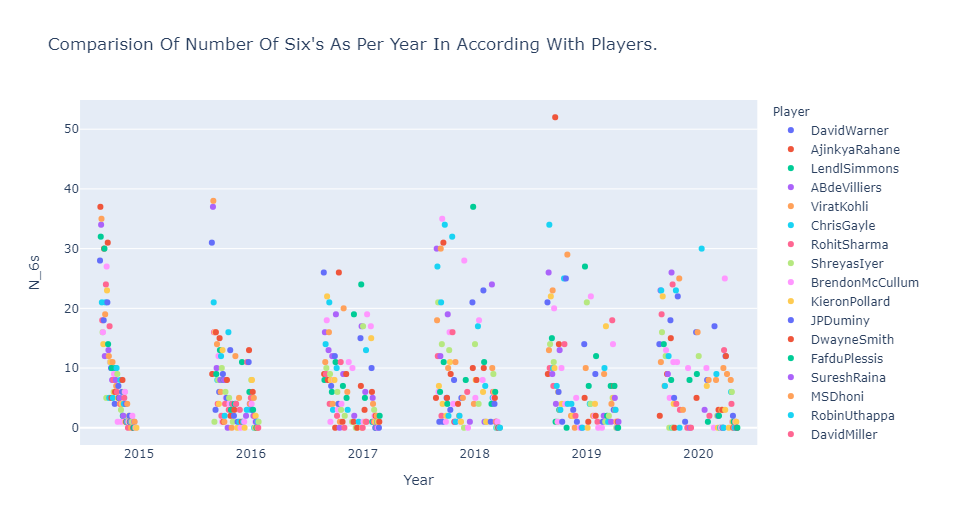 Comparision Of Number Of Six's As Per Year In According With Players.
Player
DavidWarner
AjinkyaRahane
LendlSimmons
ABdeVilliers
ViratKohli
ChrisGayle
RohitSharma
ShreyasIyer
BrendonMcCullum
KieronPollard
JPDuminy
DwayneSmith
FafduPlessis
SureshRaina
MSDhoni
RobinUthappa
DavidMiller
N_6s
50
40
30
20
10
0
2015 2016 2017 2018 2019 2020
Year